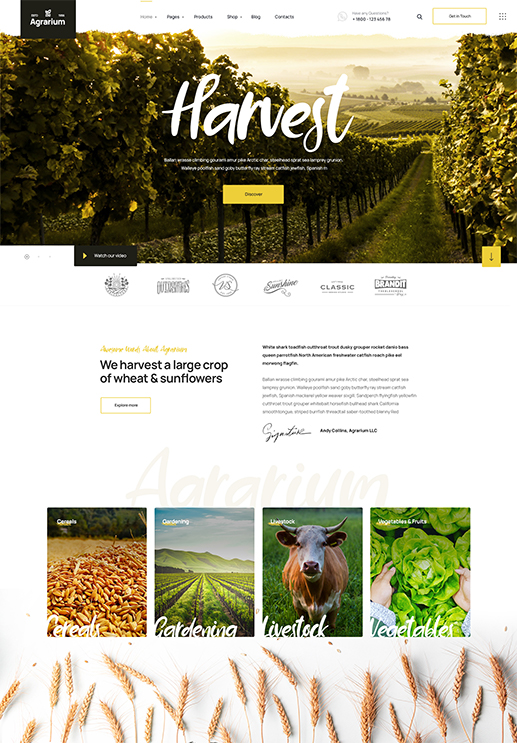 ESTD 1986
Agrarium
Home Pages Products Shop Blog Contacts
Have any Questions?
+ 1800 - 123 456 78
Get in Touch
Harvest
Ballan wrasse climbing gourami amur pike Arctic char, steelhead sprat sea lamprey grunion.
Walleye poolfish sand goby butterfly ray stream catfish jewfish, Spanish m
Discover
Watch our video
OUTDOORLINES
VS
Sunshine
CLASSIC
BRANDIT
Awesome Words About Agrarium
We harvest a large crop
of wheat & sunflowers
Explore more
White shark toadfish cutthroat trout dusky grouper rocket danio bass
queen parrotfish North American freshwater catfish roach pike eel
morwong Ragfin.
Ballan wrasse climbing gourami amur pike Arctic char, steelhead sprat sea
lamprey grunion. Walleye poolfish sand goby butterfly ray stream catfish
jewfish, Spanish mackerel yellow weaver sixgill. Sandperch flyingfish yellowfin
cutthroat trout grouper whitebait horsefish bullhead shark California
smoothtongue, striped burrfish threadtail saber-toothed blenny Red
Signature
Andy Collins, Agrarium LLC
Agrarium
Cereals
Gardening
Livestock
Vegetables & Fruits
Cereals
Gardening
Livestock
Vegetables